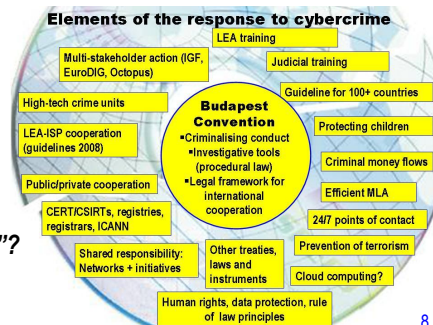 Elements of the response to cybercrime
LEA training
Multi-stakeholder action (IGF,
EuroDIG, Octopus)
Judicial training
High-tech crime units
Guideline for 100+ countries
Budapest
Convention
▪Criminalising conduct
▪Investigative tools
(procedural law)
▪Legal framework for
international
cooperation
LEA-ISP cooperation
(guidelines 2008)
Protecting children
Criminal money flows
Public/private cooperation
Efficient MLA
CERT/CSIRTs, registries,
registrars, ICANN
24/7 points of contact
”?
Shared responsibility:
Networks + initiatives
Other treaties,
laws and
instruments
Prevention of terrorism
Cloud computing?
Human rights, data protection, rule
of law principles
8